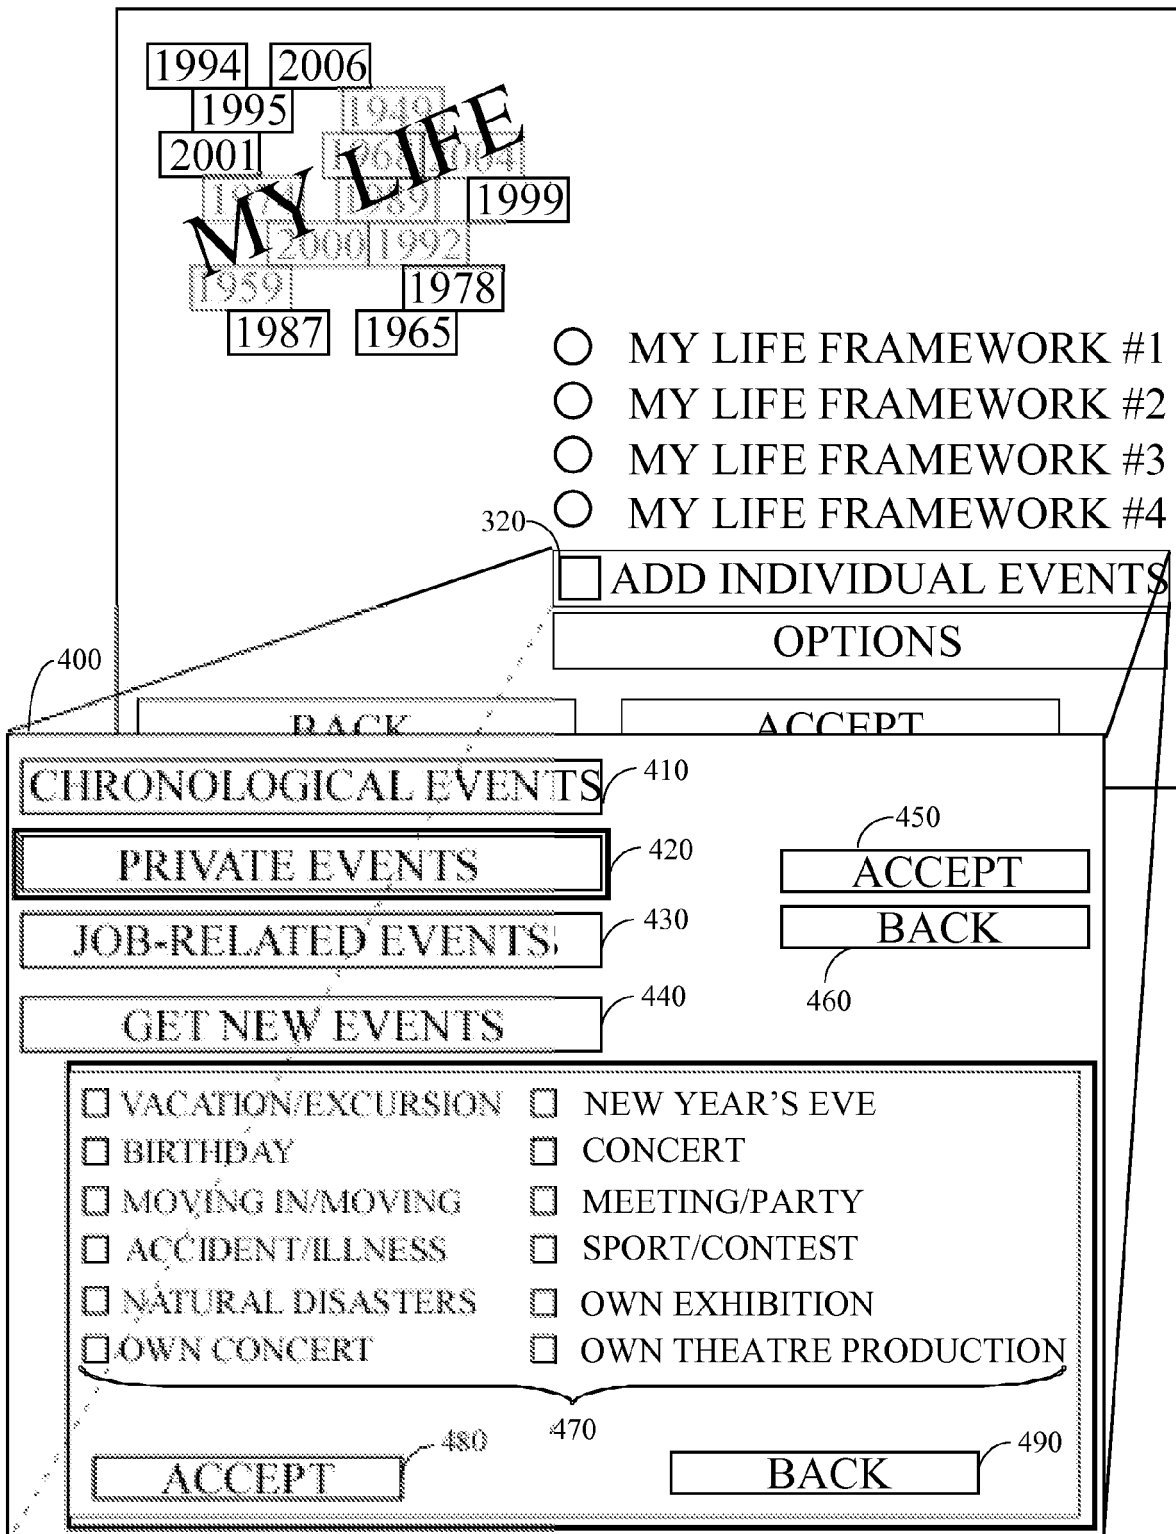 1994 2006
1995 1949
2001 2004
MY LIFE
1989 1999
2000 1992
1959 1978
1987 1965
MY LIFE FRAMEWORK #1
MY LIFE FRAMEWORK #2
MY LIFE FRAMEWORK #3
MY LIFE FRAMEWORK #4
320
ADD INDIVIDUAL EVENTS
OPTIONS
400
BACK ACCEPT
CHRONOLOGICAL EVENTS 410
PRIVATE EVENTS 420
450
ACCEPT
JOB-RELATED EVENTS 430
BACK
460
GET NEW EVENTS 440
VACATION/EXCURSION NEW YEAR'S EVE
BIRTHDAY CONCERT
MOVING IN/MOVING MEETING/PARTY
ACCIDENT/ILLNESS SPORT/CONTEST
NATURAL DISASTERS OWN EXHIBITION
OWN CONCERT OWN THEATRE PRODUCTION
470
480 490
ACCEPT BACK